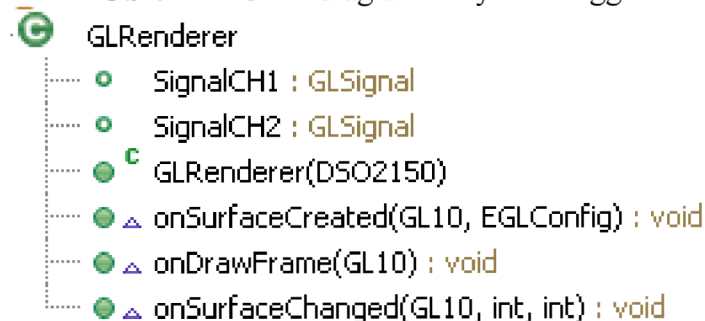 GLRenderer
SignalCH1 : GLSignal
SignalCH2 : GLSignal
C GLRenderer(DSO2150)
onSurfaceCreated(GL10, EGLConfig) : void
onDrawFrame(GL10) : void
onSurfaceChanged(GL10, int, int) : void